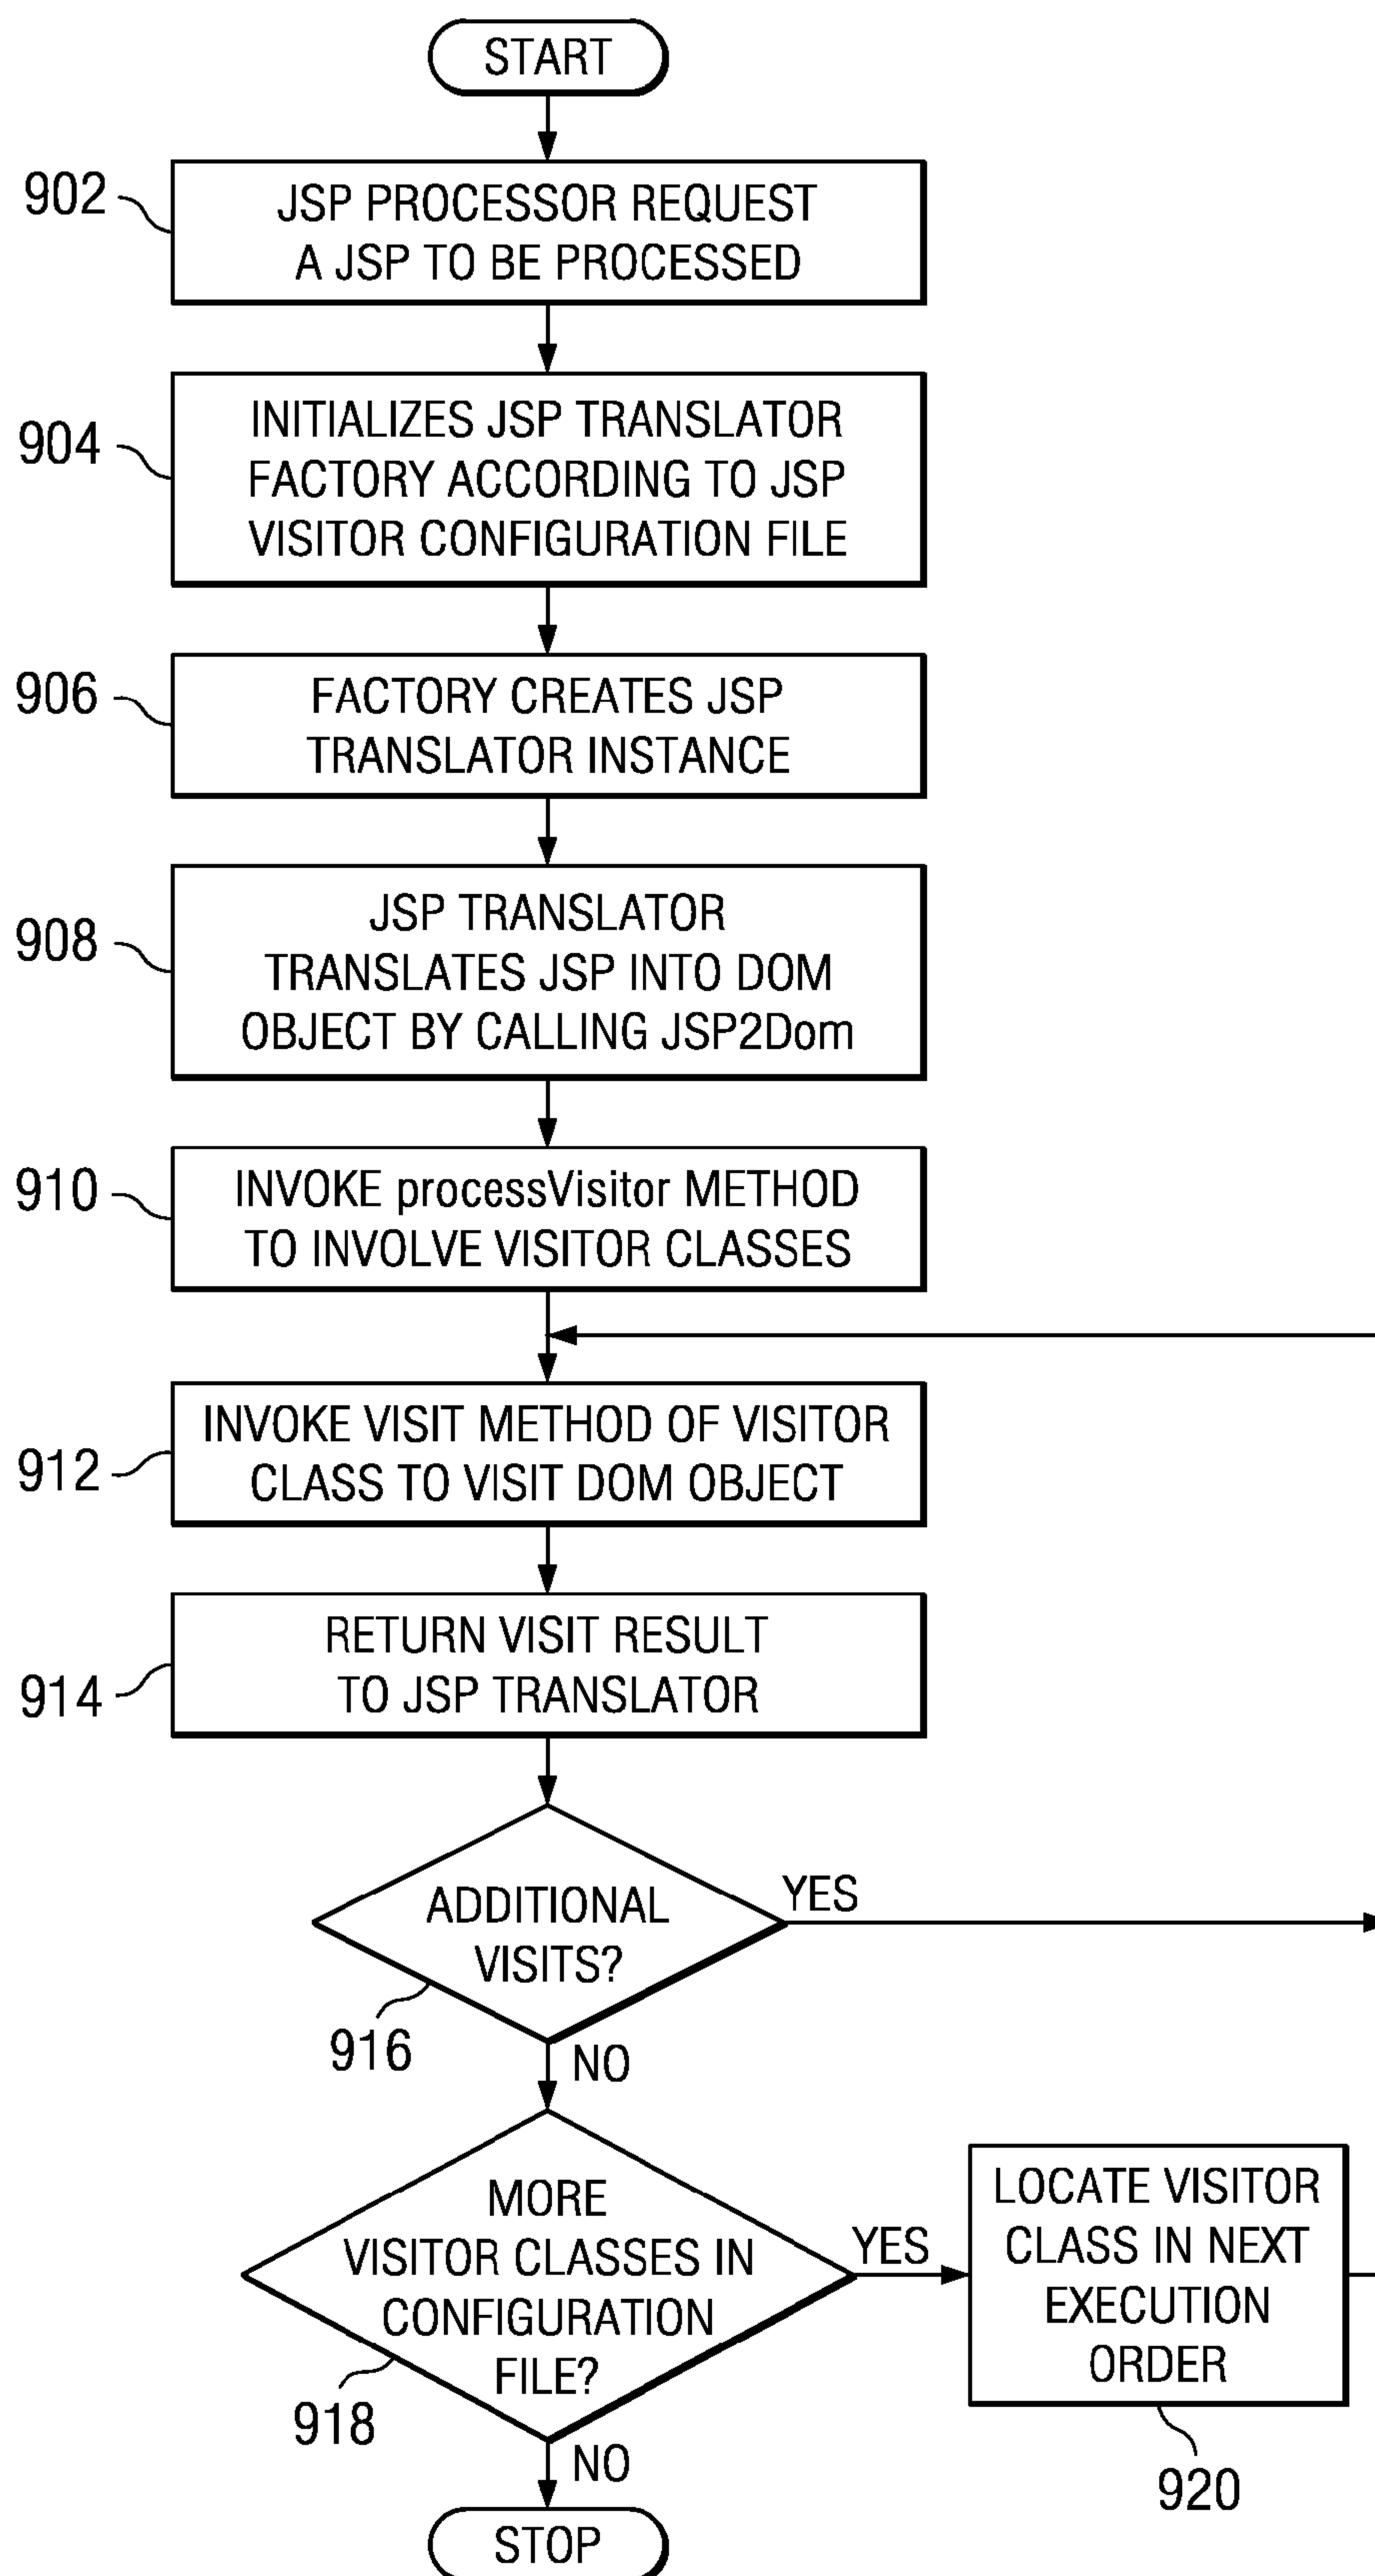 START
902
JSP PROCESSOR REQUEST
A JSP TO BE PROCESSED
904
INITIALIZES JSP TRANSLATOR
FACTORY ACCORDING TO JSP
VISITOR CONFIGURATION FILE
906
FACTORY CREATES JSP
TRANSLATOR INSTANCE
908
JSP TRANSLATOR
TRANSLATES JSP INTO DOM
OBJECT BY CALLING JSP2Dom
910
INVOKE processVisitor METHOD
TO INVOLVE VISITOR CLASSES
912
INVOKE VISIT METHOD OF VISITOR
CLASS TO VISIT DOM OBJECT
914
RETURN VISIT RESULT
TO JSP TRANSLATOR
ADDITIONAL
VISITS?
YES
916
NO
MORE
VISITOR CLASSES IN
CONFIGURATION
FILE?
YES
918
NO
LOCATE VISITOR
CLASS IN NEXT
EXECUTION
ORDER
920
STOP